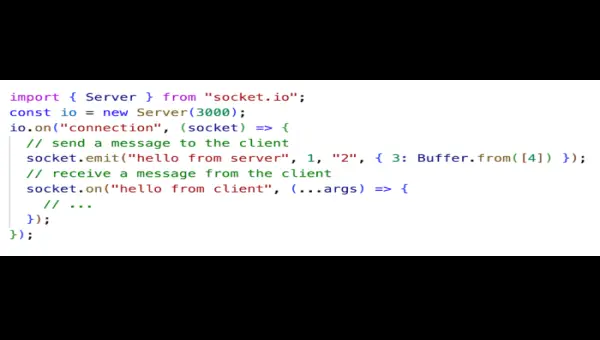 import { Server } from "socket.io";
const io = new Server(3000);
io.on("connection", (socket) => {
// send a message to the client
socket.emit("hello from server", 1, "2", { 3: Buffer.from([4]) });
// receive a message from the client
socket.on("hello from client", (...args) => {
// ...
});
});